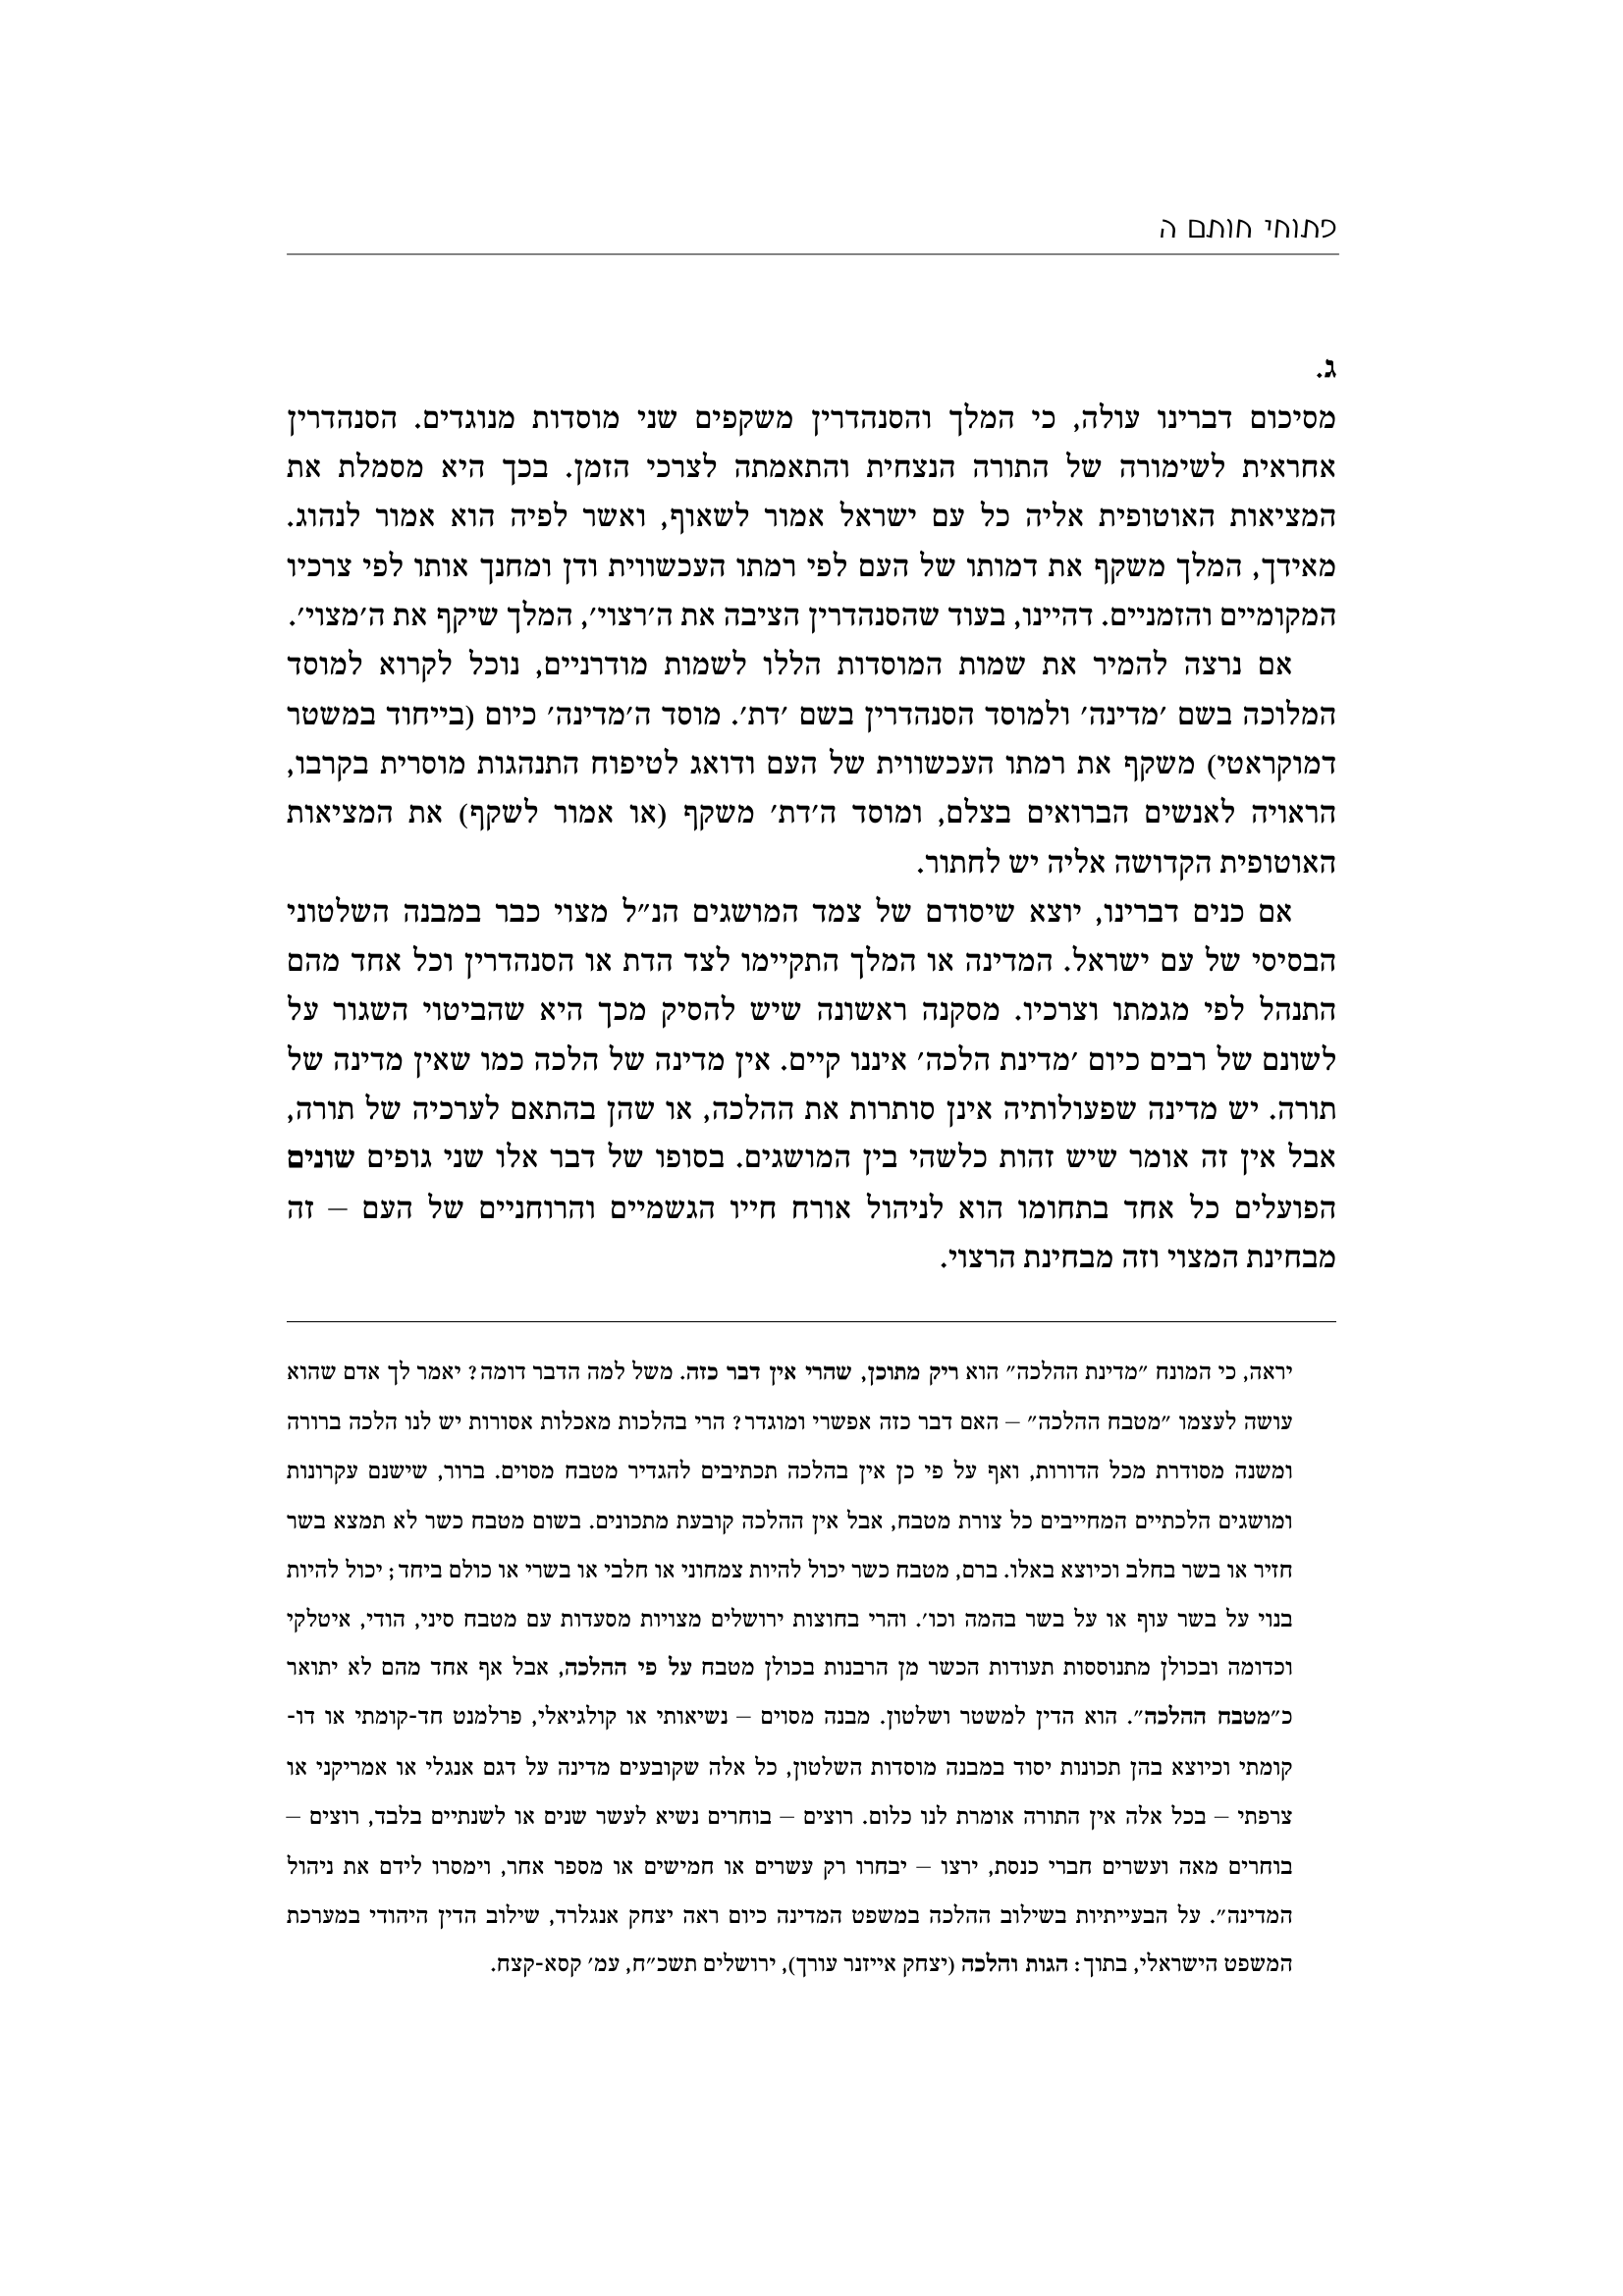 פתוחי חותם ה
ג.
מסיכום דברינו עולה, כי המלך והסנהדרין משקפים שני מוסדות מנוגדים. הסנהדרין
אחראית לשימורה של התורה הנצחית והתאמתה לצרכי הזמן. בכך היא מסמלת את
המציאות האוטופית אליה כל עם ישראל אמור לשאוף, ואשר לפיה הוא אמור לנהוג.
מאידך, המלך משקף את דמותו של העם לפי רמתו העכשווית ודן ומחנך אותו לפי צרכיו
המקומיים והזמניים. דהיינו, בעוד שהסנהדרין הציבה את ה׳רצוי׳, המלך שיקף את ה׳מצוי׳.
אם נרצה להמיר את שמות המוסדות הללו לשמות מודרניים, נוכל לקרוא למוסד
המלוכה בשם ׳מדינה׳ ולמוסד הסנהדרין בשם ׳דת׳. מוסד ה׳מדינה׳ כיום (בייחוד במשטר
דמוקראטי) משקף את רמתו העכשווית של העם ודואג לטיפוח התנהגות מוסרית בקרבו,
הראויה לאנשים הברואים בצלם, ומוסד ה׳דת׳ משקף (או אמור לשקף) את המציאות
האוטופית הקדושה אליה יש לחתור.
אם כנים דברינו, יוצא שיסודם של צמד המושגים הנ״ל מצוי כבר במבנה השלטוני
הבסיסי של עם ישראל. המדינה או המלך התקיימו לצד הדת או הסנהדרין וכל אחד מהם
התנהל לפי מגמתו וצרכיו. מסקנה ראשונה שיש להסיק מכך היא שהביטוי השגור על
לשונם של רבים כיום ׳מדינת הלכה׳ איננו קיים. אין מדינה של הלכה כמו שאין מדינה של
תורה. יש מדינה שפעולותיה אינן סותרות את ההלכה, או שהן בהתאם לערכיה של תורה,
אבל אין זה אומר שיש זהות כלשהי בין המושגים. בסופו של דבר אלו שני גופים שונים
הפועלים כל אחד בתחומו הוא לניהול אורח חייו הגשמיים והרוחניים של העם – זה
מבחינת המצוי וזה מבחינת הרצוי.
יראה, כי המונח ״מדינת ההלכה״ הוא ריק מתוכן, שהרי אין דבר כזה. משל למה הדבר דומה? יאמר לך אדם שהוא
עושה לעצמו ״מטבח ההלכה״ – האם דבר כזה אפשרי ומוגדר? הרי בהלכות מאכלות אסורות יש לנו הלכה ברורה
ומשנה מסודרת מכל הדורות, ואף על פי כן אין בהלכה תכתיבים להגדיר מטבח מסוים. ברור, שישנם עקרונות
ומושגים הלכתיים המחייבים כל צורת מטבח, אבל אין ההלכה קובעת מתכונים. בשום מטבח כשר לא תמצא בשר
חזיר או בשר בחלב וכיוצא באלו. ברם, מטבח כשר יכול להיות צמחוני או חלבי או בשרי או כולם ביחד; יכול להיות
בנוי על בשר עוף או על בשר בהמה וכו׳. והרי בחוצות ירושלים מצויות מסעדות עם מטבח סיני, הודי, איטלקי
וכדומה ובכולן מתנוססות תעודות הכשר מן הרבנות בכולן מטבח על פי ההלכה, אבל אף אחד מהם לא יתואר
כ״מטבח ההלכה״. הוא הדין למשטר ושלטון. מבנה מסוים – נשיאותי או קולגיאלי, פרלמנט חד-קומתי או דו-
קומתי וכיוצא בהן תכונות יסוד במבנה מוסדות השלטון, כל אלה שקובעים מדינה על דגם אנגלי או אמריקני או
צרפתי – בכל אלה אין התורה אומרת לנו כלום. רוצים – בוחרים נשיא לעשר שנים או לשנתיים בלבד, רוצים –
בוחרים מאה ועשרים חברי כנסת, ירצו – יבחרו רק עשרים או חמישים או מספר אחר, וימסרו לידם את ניהול
המדינה״. על הבעייתיות בשילוב ההלכה במשפט המדינה כיום ראה יצחק אנגלרד, שילוב הדין היהודי במערכת
המשפט הישראלי, בתוך: הגות והלכה (יצחק אייזנר עורך), ירושלים תשכ״ח, עמ׳ קסא-קצח.